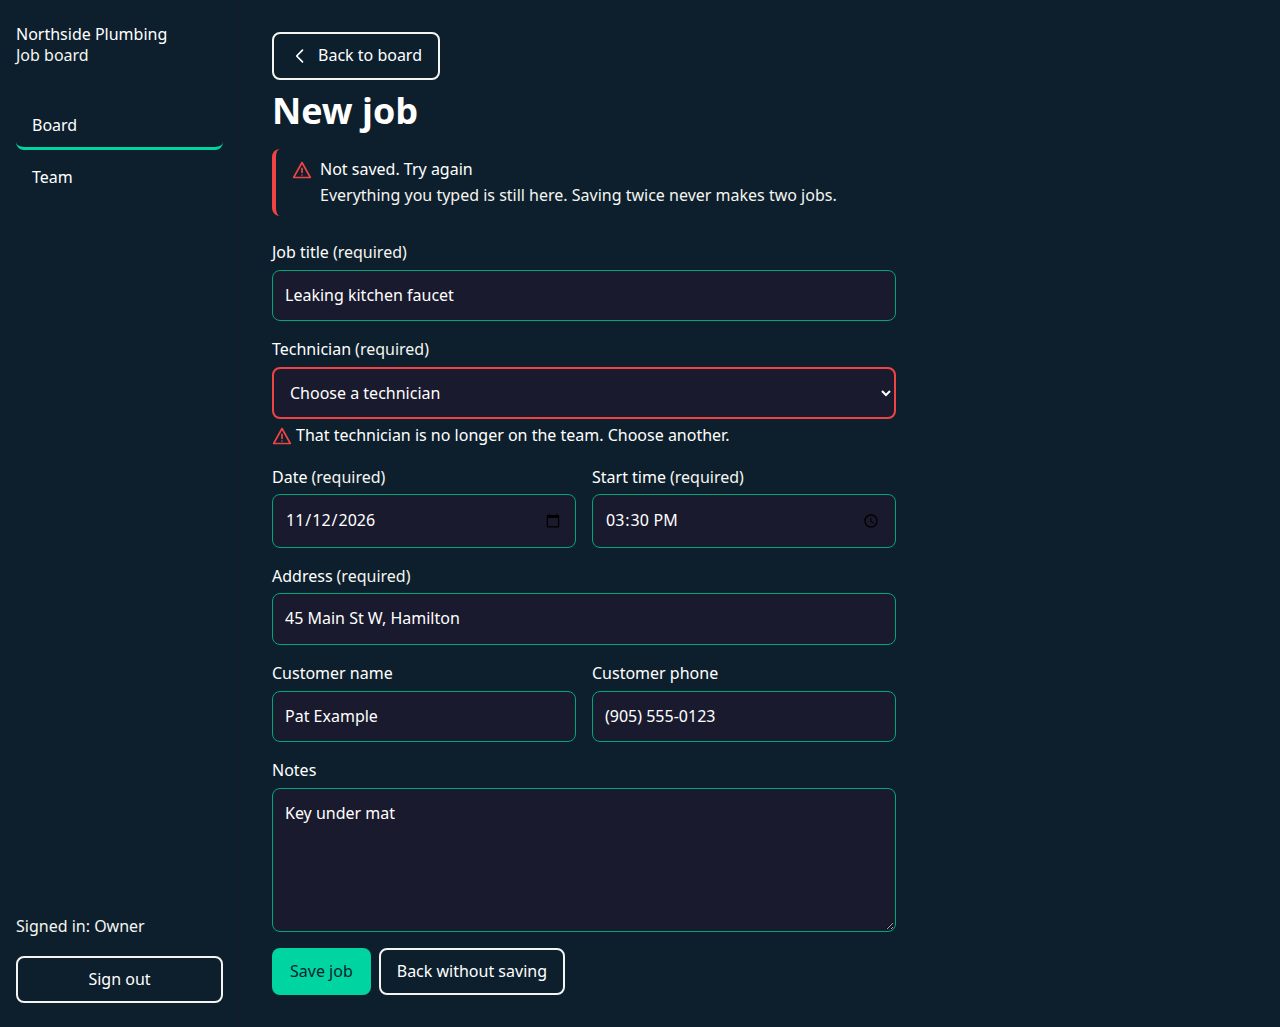 Northside Plumbing
Job board
Board
Team
Signed in: Owner
Sign out
Back to board
New job
Not saved. Try again
Everything you typed is still here. Saving twice never makes two jobs.
Job title (required)
Leaking kitchen faucet
Technician (required)
Choose a technician
That technician is no longer on the team. Choose another.
Date (required)
Start time (required)
11/12/2026
03:30 PM
Address (required)
45 Main St W, Hamilton
Customer name
Customer phone
Pat Example
(905) 555-0123
Notes
Key under mat
Save job
Back without saving